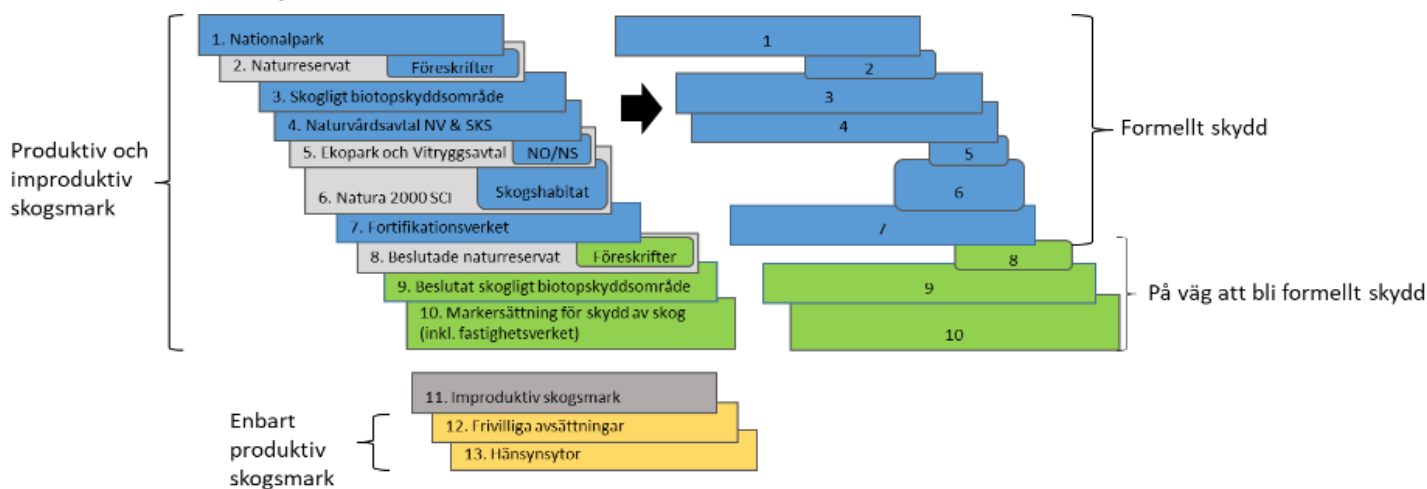 1. Nationalpark
2. Naturreservat
Föreskrifter
3. Skogligt biotopskyddsområde
4. Naturvårdsavtal NV & SKS
5. Ekopark och Vitryggsavtal
NO/NS
6. Natura 2000 SCI
Skogshabitat
7. Fortifikationsverket
8. Beslutade naturreservat
Föreskrifter
9. Beslutat skogligt biotopskyddsområde
10. Markersättning för skydd av skog
(inkl. fastighetsverket)
Produktiv och
improduktiv
skogsmark
1
2
3
4
5
6
7
8
9
10
Formellt skydd
På väg att bli formellt skydd
11. Improduktiv skogsmark
12. Frivilliga avsättningar
13. Hänsynsytor
Enbart
produktiv
skogsmark